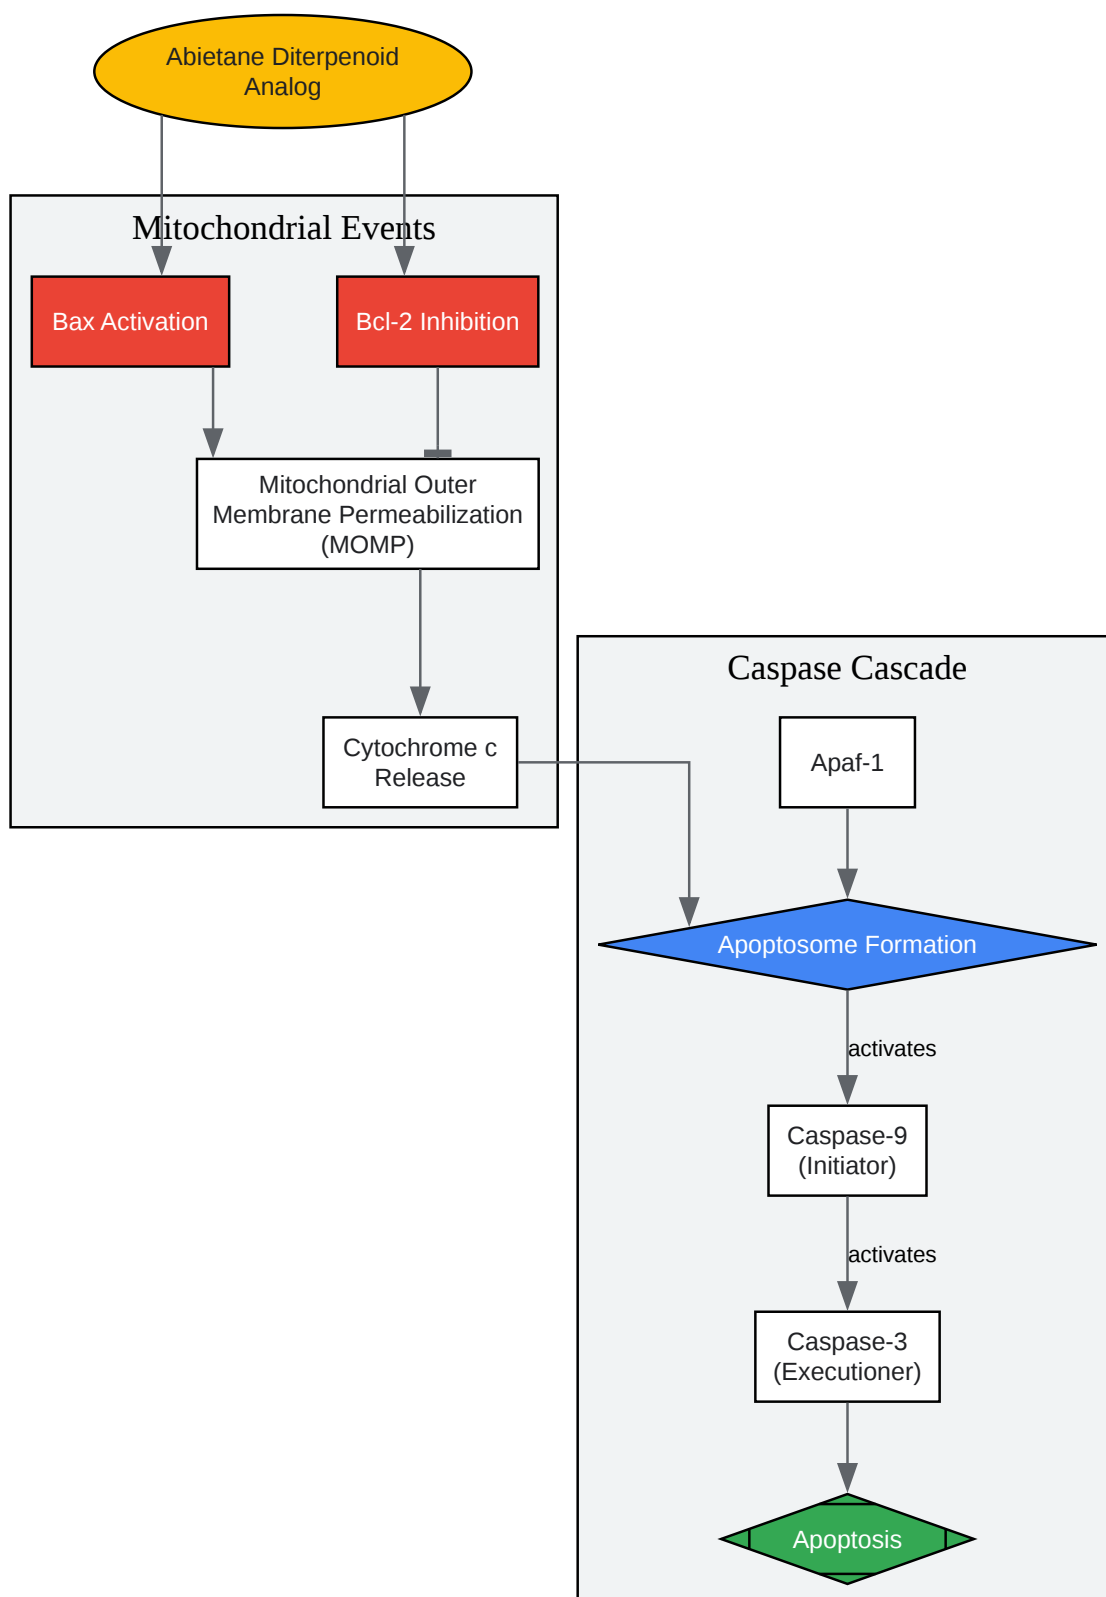 Abietane Diterpenoid
Analog
Mitochondrial Events
Bax Activation
Bcl-2 Inhibition
Mitochondrial Outer
Membrane Permeabilization
(MOMP)
Cytochrome c
Release
Caspase Cascade
Apaf-1
Apoptosome Formation
activates
Caspase-9
(Initiator)
activates
Caspase-3
(Executioner)
Apoptosis